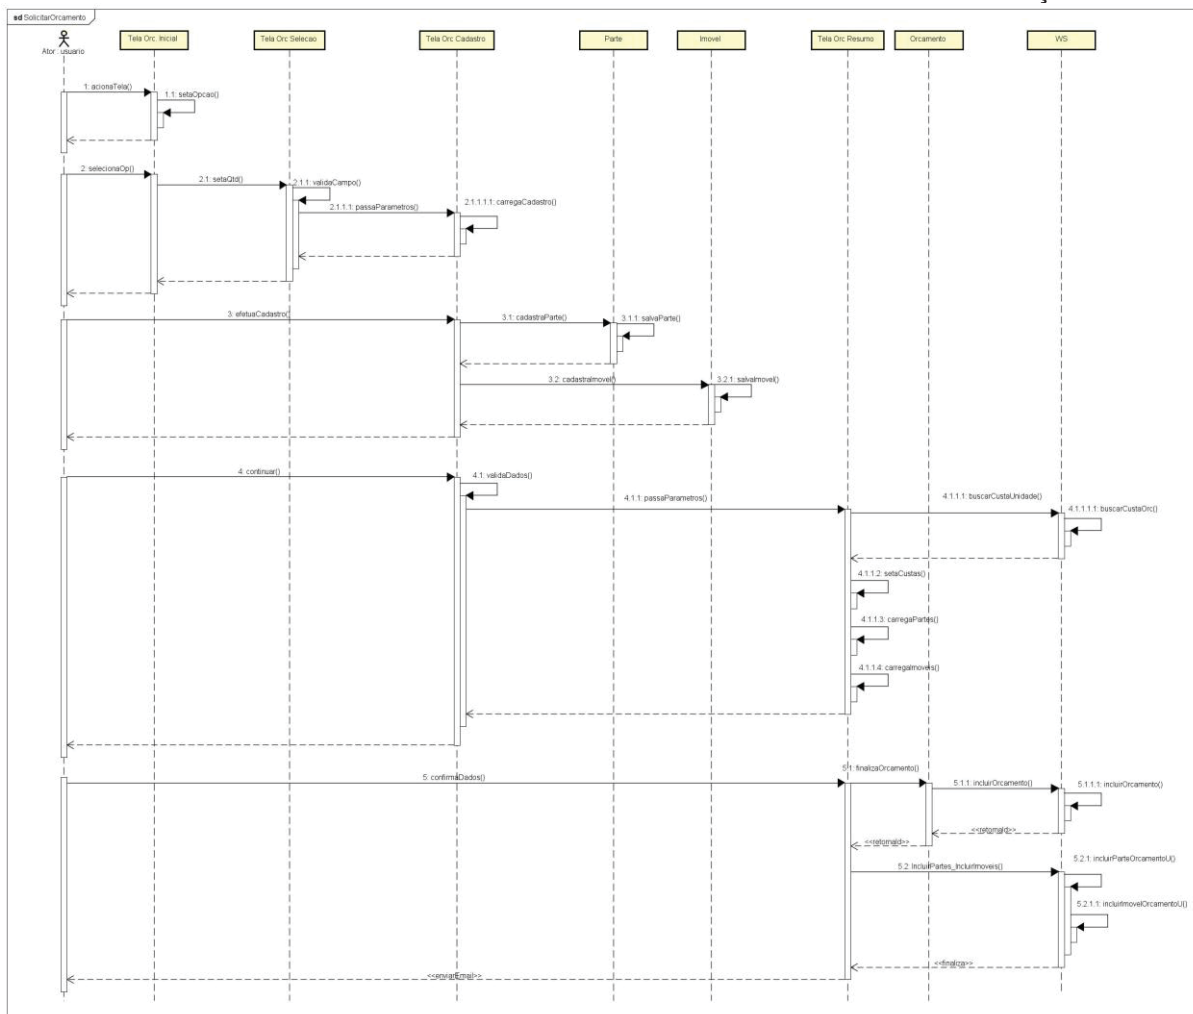 sd SolicitarOrcamento
Ator : usuario
Tela Orc. Inicial
Tela Orc Selecao
Tela Orc Cadastro
Parte
Imovel
Tela Orc Resumo
Orcamento
WS
1: acionaTela()
1.1: setaOpcao()
2: selecionaOp()
2.1: setaQtd()
2.1.1: validaCampo()
2.1.1.1: passaParametros()
2.1.1.1.1: carregaCadastro()
3: efetuaCadastro()
3.1: cadastraParte()
3.1.1: salvaParte()
3.2: cadastraImovel()
3.2.1: salvaImovel()
4: continuar()
4.1: validaDados()
4.1.1: passaParametros()
4.1.1.1: buscarCustaUnidade()
4.1.1.1.1: buscarCustaOrc()
4.1.1.2: setaCustas()
4.1.1.3: carregaPartes()
4.1.1.4: carregaImoveis()
5: confirmaDados()
5.1: finalizaOrcamento()
5.1.1: incluirOrcamento()
5.1.1.1: incluirOrcamento()
<<retornaId>>
<<retornaId>>
5.2: IncluirPartes_IncluirImoveis()
5.2.1: incluirParteOrcamentoU()
5.2.1.1: incluirImovelOrcamentoU()
<<finaliza>>
<<enviarEmail>>